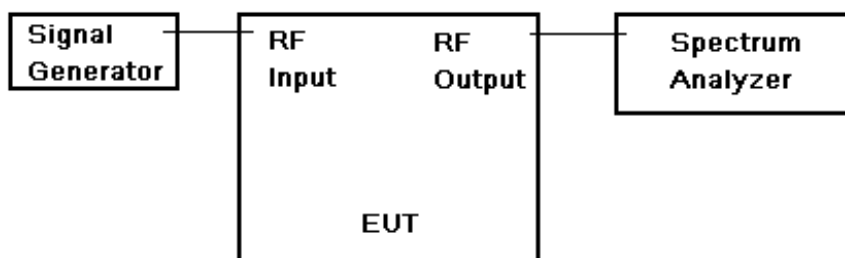 Signal
Generator
RF
Input
RF
Output
EUT
Spectrum
Analyzer